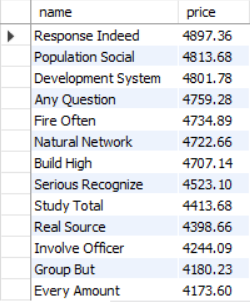 name price
Response Indeed 4897.36
Population Social 4813.68
Development System 4801.78
Any Question 4759.28
Fire Often 4734.89
Natural Network 4722.66
Build High 4707.14
Serious Recognize 4523.10
Study Total 4413.68
Real Source 4398.66
Involve Officer 4244.09
Group But 4180.23
Every Amount 4173.60